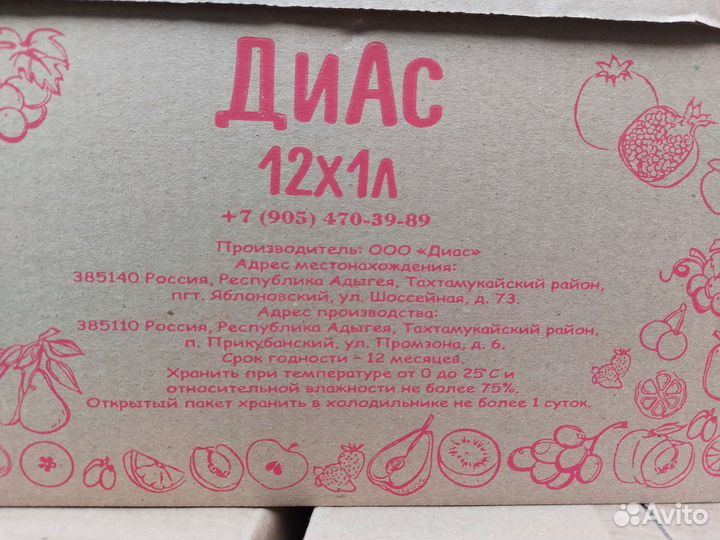 ДиАс
12х1л
+7 (905) 470-39-89
Производитель: ООО «Диас»
Адрес местонахождения:
385140 Россия, Республика Адыгея, Тахтамукайский район,
пгт. Яблоновский, ул. Шоссейная, д. 73.
Адрес производства:
385110 Россия, Республика Адыгея, Тахтамукайский район,
п. Прикубанский, ул. Промзона, д. 6.
Срок годности – 12 месяцев.
Хранить при температуре от 0 до 25°С и
относительной влажности не более 75%.
Открытый пакет хранить в холодильнике не более 1 суток.
Avito